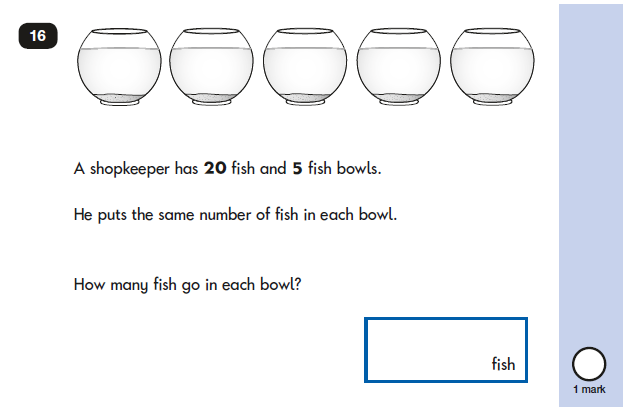 16
A shopkeeper has 20 fish and 5 fish bowls.
He puts the same number of fish in each bowl.
How many fish go in each bowl?
fish
1 mark